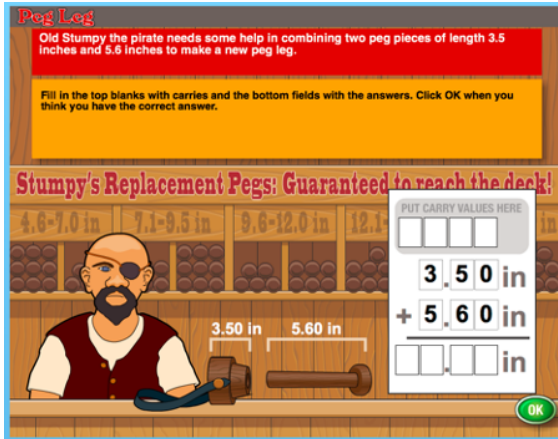 Peg Leg
Old Stumpy the pirate needs some help in combining two peg pieces of length 3.5
inches and 5.6 inches to make a new peg leg.
Fill in the top blanks with carries and the bottom fields with the answers. Click OK when you
think you have the correct answer.
Stumpy's Replacement Pegs: Guaranteed to reach the deck!
4.6-7.0 in
7.1-9.5 in
9.6-12.0 in
12.1-
in
PUT CARRY VALUES HERE
3.50 in
+ 5.60 in
. in
3.50 in
5.60 in
OK